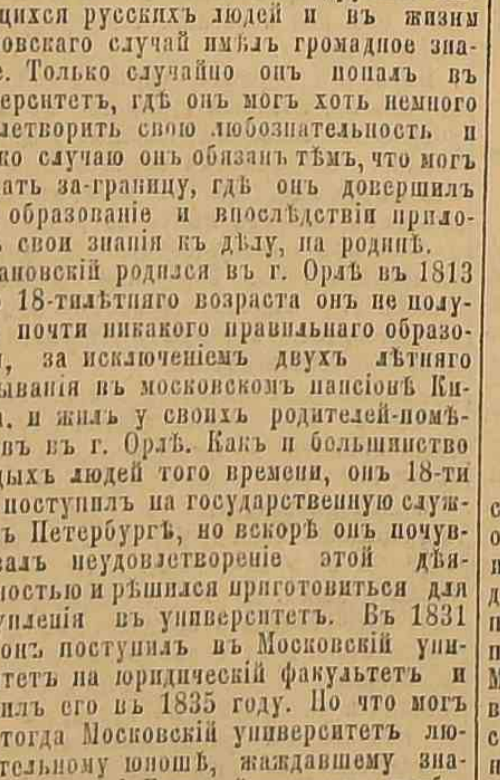 щихся русскихъ людей и въ жизни
овскаго случай имѣлъ громадное зна-
е. Только случайно онъ попалъ въ
ерситетъ, гдѣ онъ могъ хоть немного
летворить свою любознательность и
ко случаю онъ обязанъ тѣмъ, что могъ
ать за-границу, гдѣ онъ довершилъ
образованіе и впослѣдствіи прило-
ь свои знанія къ дѣлу, на родинѣ.
ановскій родился въ г. Орлѣ въ 1813
18-тилѣтняго возраста онъ не полу-
почти никакого правильнаго образо-
, за исключеніемъ двухъ лѣтняго
ыванія въ московскомъ пансіонѣ Ки-
а, и жилъ у своихъ родителей-помѣ-
въ въ г. Орлѣ. Какъ и большинство
дыхъ людей того времени, онъ 18-ти
поступилъ на государственную служ-
ъ Петербургѣ, но вскорѣ онъ почув-
валъ неудовлетвореніе этой дѣя-
ностью и рѣшился приготовиться для
упленія въ университетъ. Въ 1831
онъ поступилъ въ Московскій уни-
тетъ на юридическій факультетъ и
илъ его въ 1835 году. Но что могъ
тогда Московскій университетъ лю-
тельному юношѣ, жаждавшему зна-